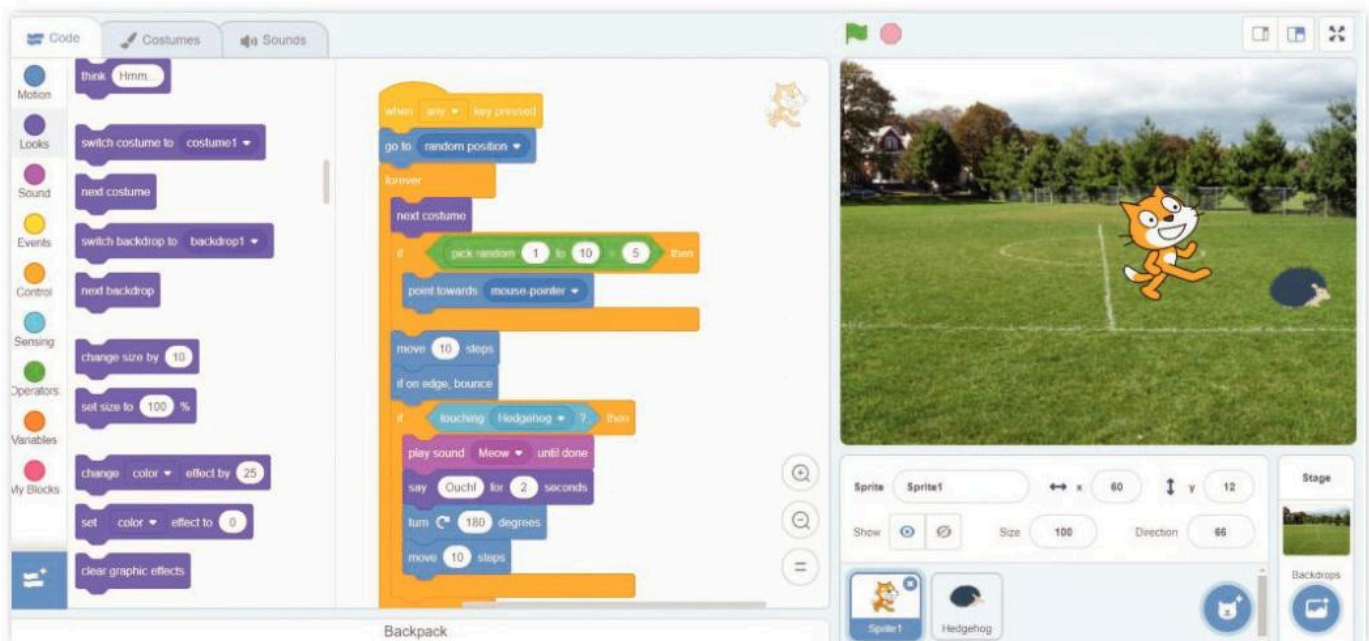 Code
Costumes
Sounds
Motion
Looks
Sound
Events
Control
Sensing
Operators
Variables
My Blocks
think Hmm...
switch costume to costume1
next costume
switch backdrop to backdrop1
next backdrop
change size by 10
set size to 100 %
change color effect by 25
set color effect to 0
clear graphic effects
when any key pressed
go to random position
forever
next costume
if pick random 1 to 10 = 5 then
point towards mouse-pointer
move 10 steps
if on edge, bounce
if touching Hedgehog ? then
play sound Meow until done
say Ouch! for 2 seconds
turn 180 degrees
move 10 steps
Backpack
Sprite Sprite1 x 60 y 12
Show Size 100 Direction 66
Sprite1
Hedgehog
Stage
Backdrops